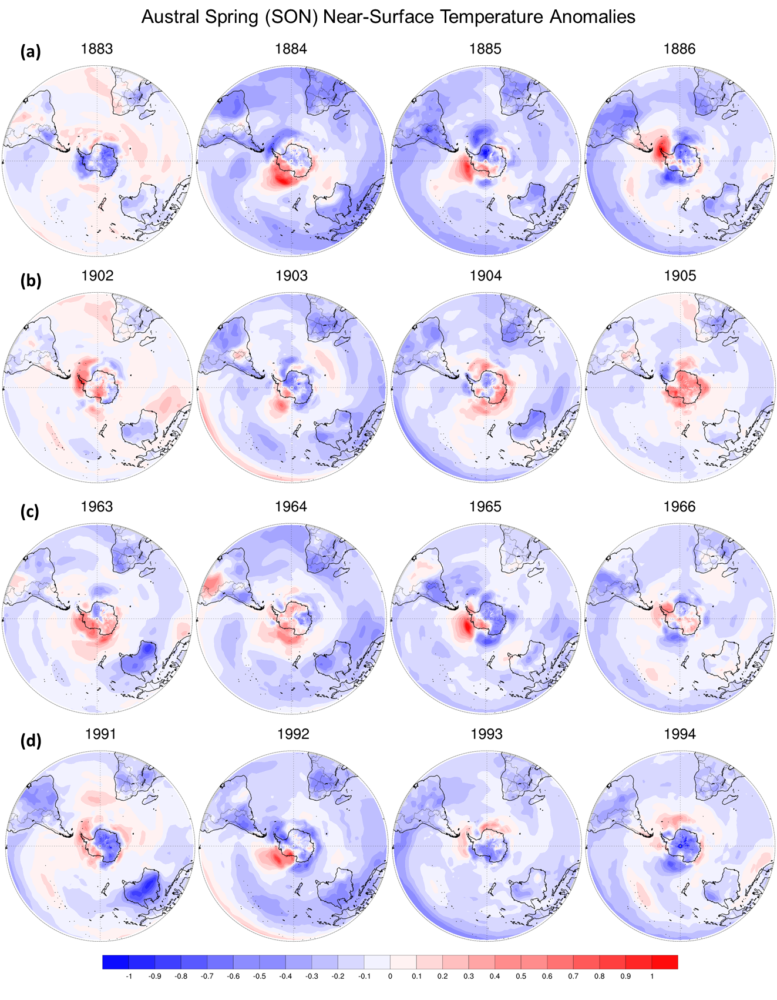 Austral Spring (SON) Near-Surface Temperature Anomalies
(a) 1883 1884 1885 1886
(b) 1902 1903 1904 1905
(c) 1963 1964 1965 1966
(d) 1991 1992 1993 1994
-1 -0.9 -0.8 -0.7 -0.6 -0.5 -0.4 -0.3 -0.2 -0.1 0 0.1 0.2 0.3 0.4 0.5 0.6 0.7 0.8 0.9 1